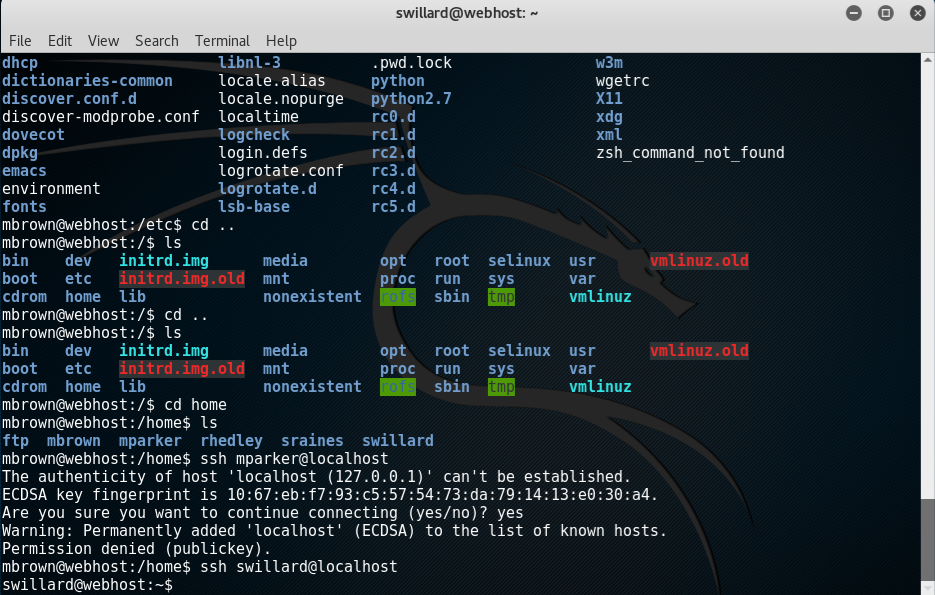 swillard@webhost: ~
File Edit View Search Terminal Help
dhcp libnl-3 .pwd.lock w3m
dictionaries-common locale.alias python wgetrc
discover.conf.d locale.nopurge python2.7 X11
discover-modprobe.conf localtime rc0.d xdg
dovecot logcheck rc1.d xml
dpkg login.defs rc2.d zsh_command_not_found
emacs logrotate.conf rc3.d
environment logrotate.d rc4.d
fonts lsb-base rc5.d
mbrown@webhost:/etc$ cd ..
mbrown@webhost:/$ ls
bin dev initrd.img media opt root selinux usr vmlinuz.old
boot etc initrd.img.old mnt proc run sys var
cdrom home lib nonexistent rofs sbin tmp vmlinuz
mbrown@webhost:/$ cd ..
mbrown@webhost:/$ ls
bin dev initrd.img media opt root selinux usr vmlinuz.old
boot etc initrd.img.old mnt proc run sys var
cdrom home lib nonexistent rofs sbin tmp vmlinuz
mbrown@webhost:/$ cd home
mbrown@webhost:/home$ ls
ftp mbrown mparker rhedley sraines swillard
mbrown@webhost:/home$ ssh mparker@localhost
The authenticity of host 'localhost (127.0.0.1)' can't be established.
ECDSA key fingerprint is 10:67:eb:f7:93:c5:57:54:73:da:79:14:13:e0:30:a4.
Are you sure you want to continue connecting (yes/no)? yes
Warning: Permanently added 'localhost' (ECDSA) to the list of known hosts.
Permission denied (publickey).
mbrown@webhost:/home$ ssh swillard@localhost
swillard@webhost:~$